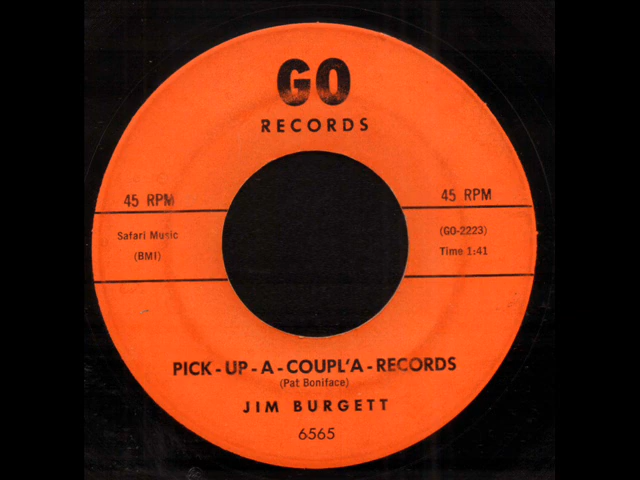 GO
RECORDS
45 RPM
45 RPM
Safari Music
(BMI)
(GO-2223)
Time 1:41
PICK-UP-A-COUPL'A-RECORDS
(Pat Boniface)
JIM BURGETT
6565